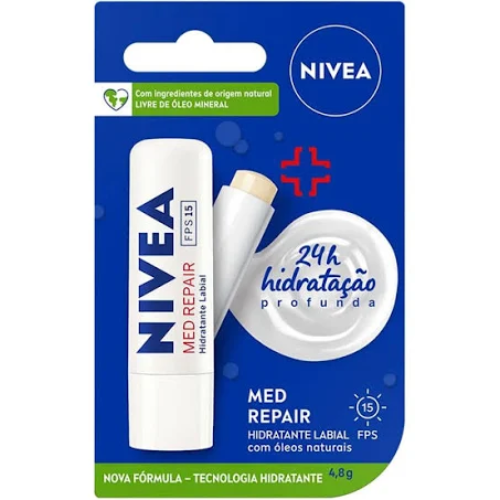 Com ingredientes de origem natural
LIVRE DE ÓLEO MINERAL
NIVEA
NIVEA
MED REPAIR
Hidratante Labial
FPS 15
24h
hidratação
profunda
MED
REPAIR
HIDRATANTE LABIAL
com óleos naturais
15
FPS
4,8g
NOVA FÓRMULA – TECNOLOGIA HIDRATANTE